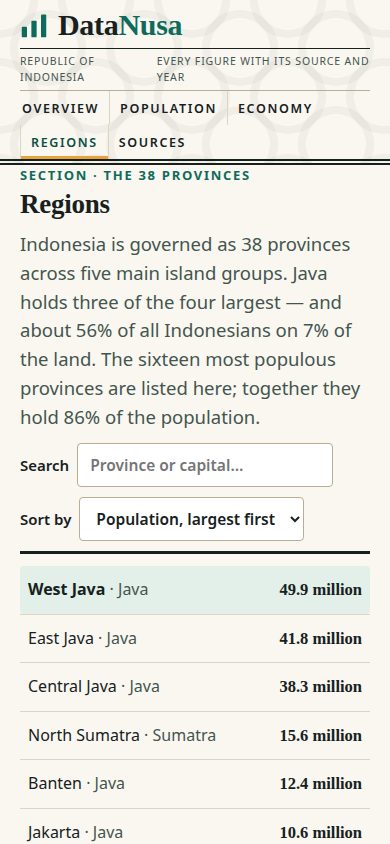 DataNusa
REPUBLIC OF INDONESIA
EVERY FIGURE WITH ITS SOURCE AND YEAR
OVERVIEW
POPULATION
ECONOMY
REGIONS
SOURCES
SECTION · THE 38 PROVINCES
Regions
Indonesia is governed as 38 provinces
across five main island groups. Java
holds three of the four largest — and
about 56% of all Indonesians on 7% of
the land. The sixteen most populous
provinces are listed here; together they
hold 86% of the population.
Search Province or capital...
Sort by Population, largest first
West Java · Java 49.9 million
East Java · Java 41.8 million
Central Java · Java 38.3 million
North Sumatra · Sumatra 15.6 million
Banten · Java 12.4 million
Jakarta · Java 10.6 million